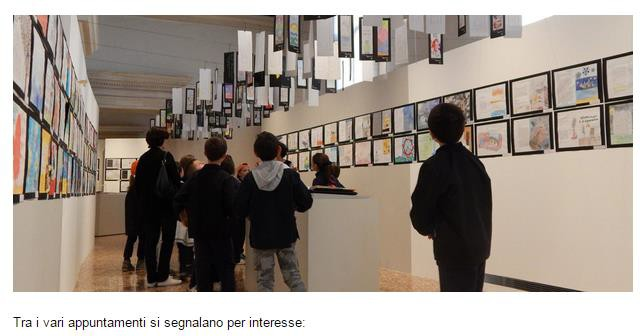 Tra i vari appuntamenti si segnalano per interesse: